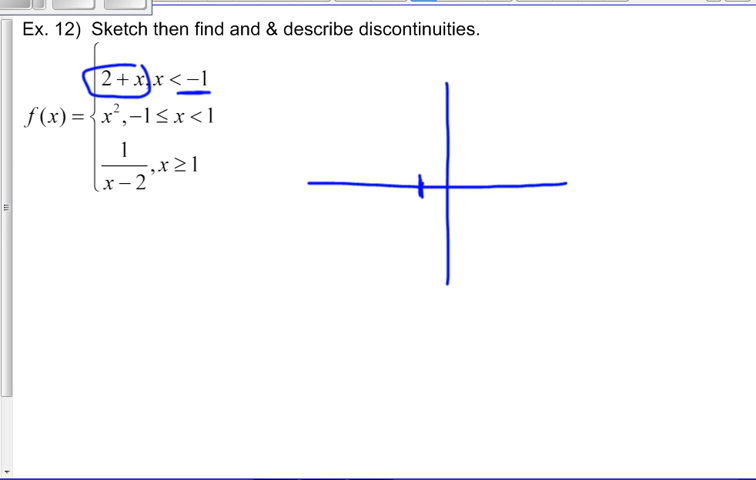 Ex. 12)  Sketch then find and & describe discontinuities.
2 + x, x < −1
f(x) = { x², −1 ≤ x < 1
1/(x − 2), x ≥ 1